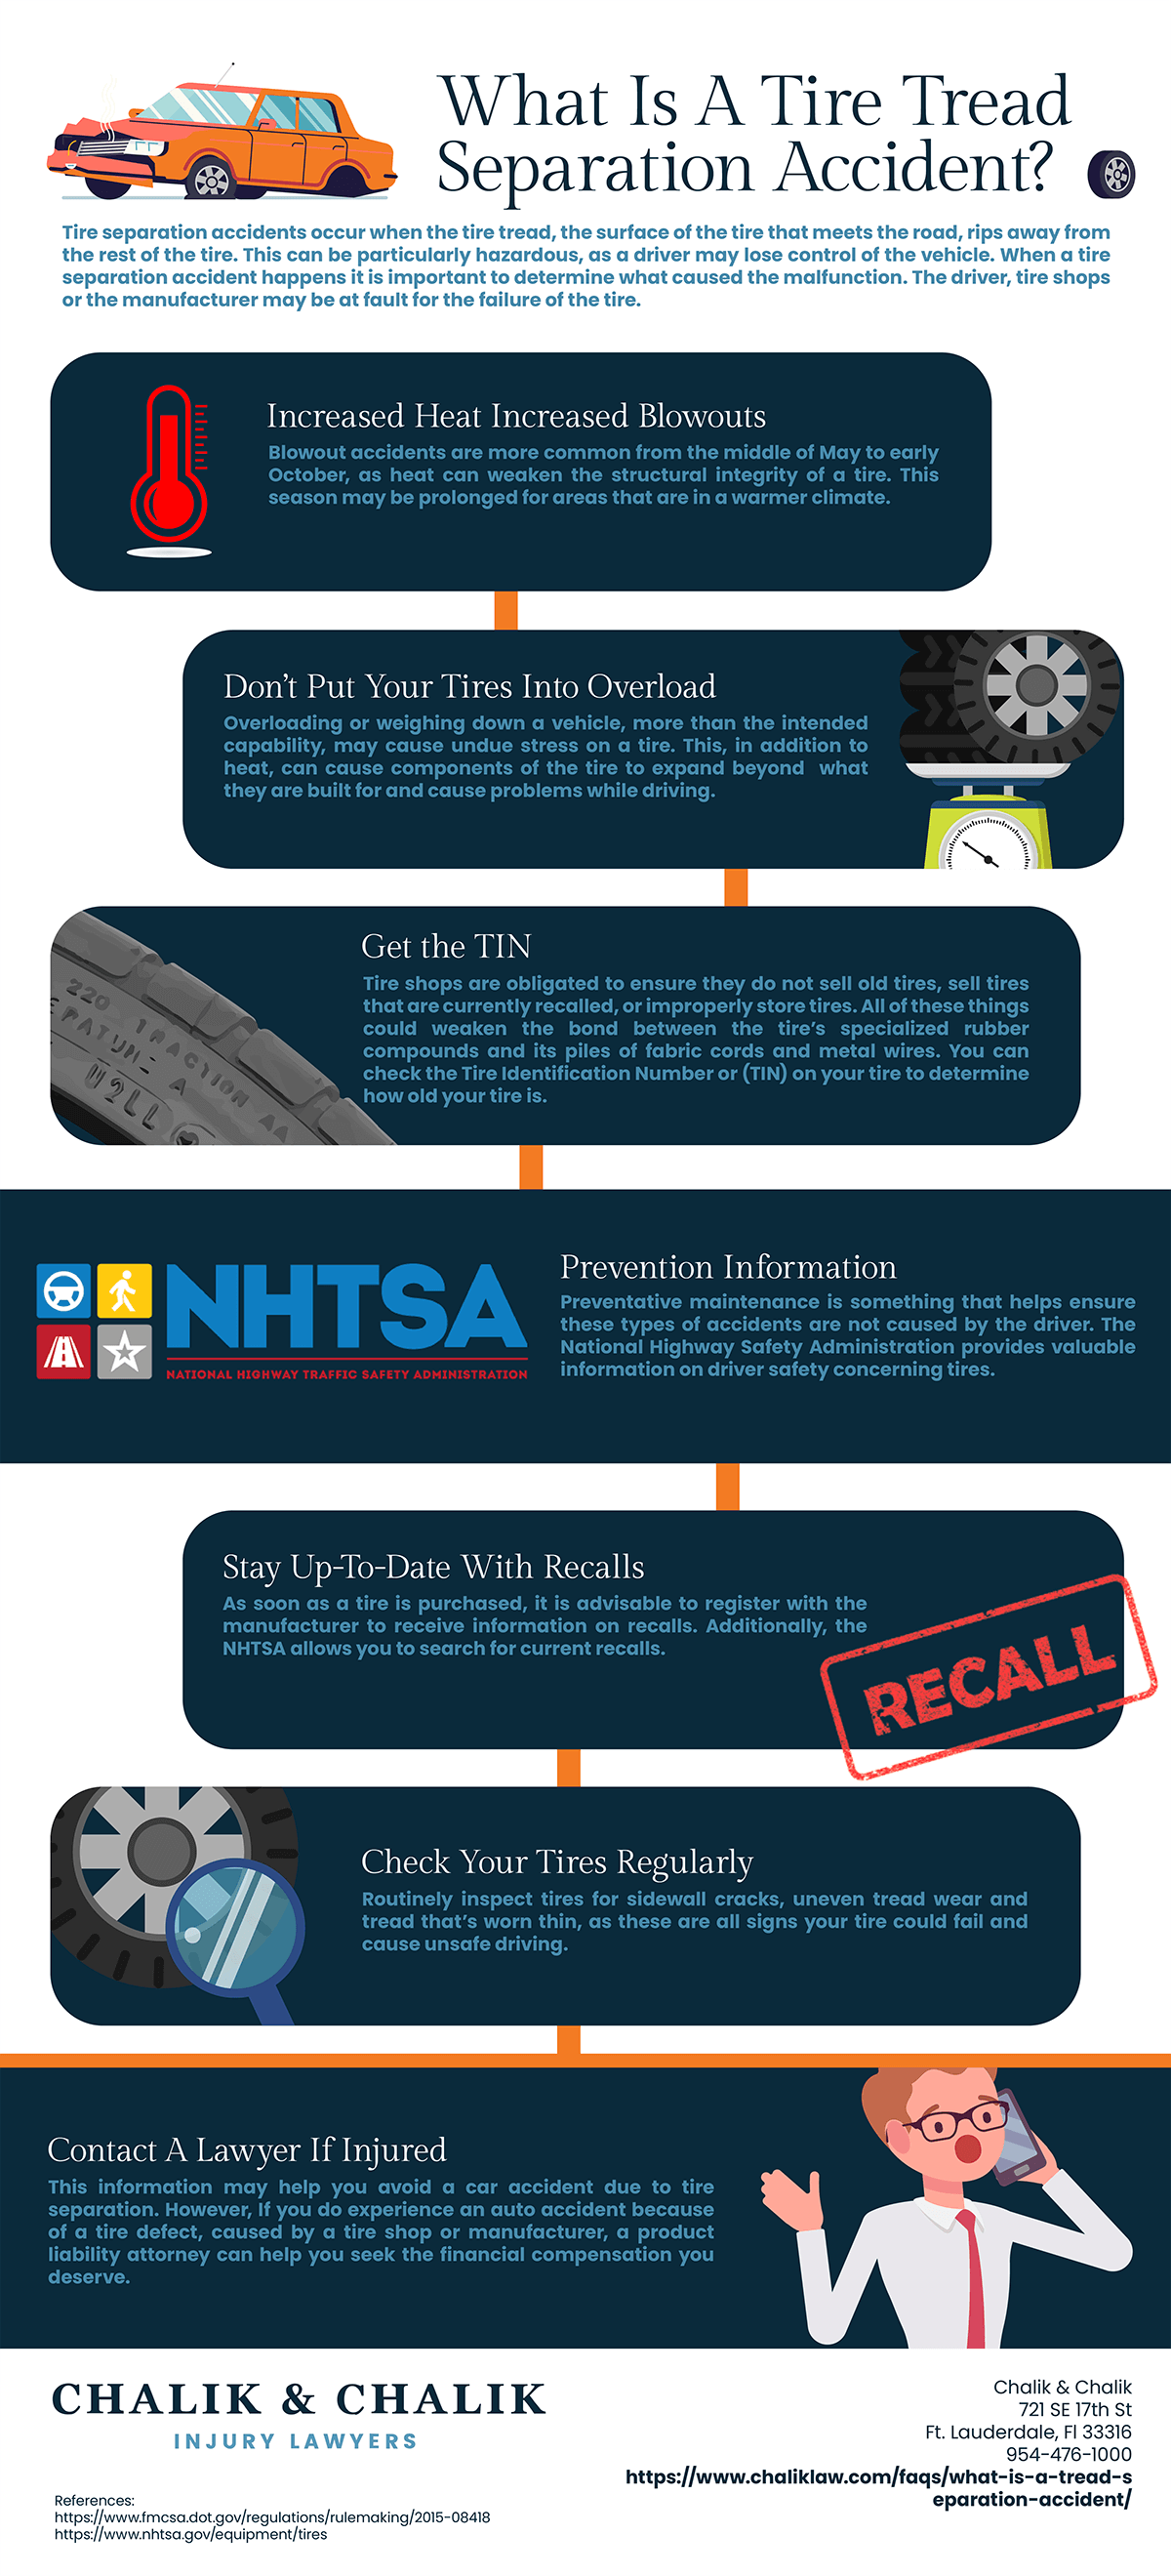 What Is A Tire Tread
Separation Accident?
Tire separation accidents occur when the tire tread, the surface of the tire that meets the road, rips away from
the rest of the tire. This can be particularly hazardous, as a driver may lose control of the vehicle. When a tire
separation accident happens it is important to determine what caused the malfunction. The driver, tire shops
or the manufacturer may be at fault for the failure of the tire.
Increased Heat Increased Blowouts
Blowout accidents are more common from the middle of May to early
October, as heat can weaken the structural integrity of a tire. This
season may be prolonged for areas that are in a warmer climate.
Don't Put Your Tires Into Overload
Overloading or weighing down a vehicle, more than the intended
capability, may cause undue stress on a tire. This, in addition to
heat, can cause components of the tire to expand beyond what
they are built for and cause problems while driving.
220 TRACTION AA
ERATURE A
U2LL
Get the TIN
Tire shops are obligated to ensure they do not sell old tires, sell tires
that are currently recalled, or improperly store tires. All of these things
could weaken the bond between the tire's specialized rubber
compounds and its piles of fabric cords and metal wires. You can
check the Tire Identification Number or (TIN) on your tire to determine
how old your tire is.
NHTSA
NATIONAL HIGHWAY TRAFFIC SAFETY ADMINISTRATION
Prevention Information
Preventative maintenance is something that helps ensure
these types of accidents are not caused by the driver. The
National Highway Safety Administration provides valuable
information on driver safety concerning tires.
Stay Up-To-Date With Recalls
As soon as a tire is purchased, it is advisable to register with the
manufacturer to receive information on recalls. Additionally, the
NHTSA allows you to search for current recalls.
RECALL
Check Your Tires Regularly
Routinely inspect tires for sidewall cracks, uneven tread wear and
tread that's worn thin, as these are all signs your tire could fail and
cause unsafe driving.
Contact A Lawyer If Injured
This information may help you avoid a car accident due to tire
separation. However, If you do experience an auto accident because
of a tire defect, caused by a tire shop or manufacturer, a product
liability attorney can help you seek the financial compensation you
deserve.
CHALIK & CHALIK
INJURY LAWYERS
Chalik & Chalik
721 SE 17th St
Ft. Lauderdale, Fl 33316
954-476-1000
https://www.chaliklaw.com/faqs/what-is-a-tread-s
eparation-accident/
References:
https://www.fmcsa.dot.gov/regulations/rulemaking/2015-08418
https://www.nhtsa.gov/equipment/tires